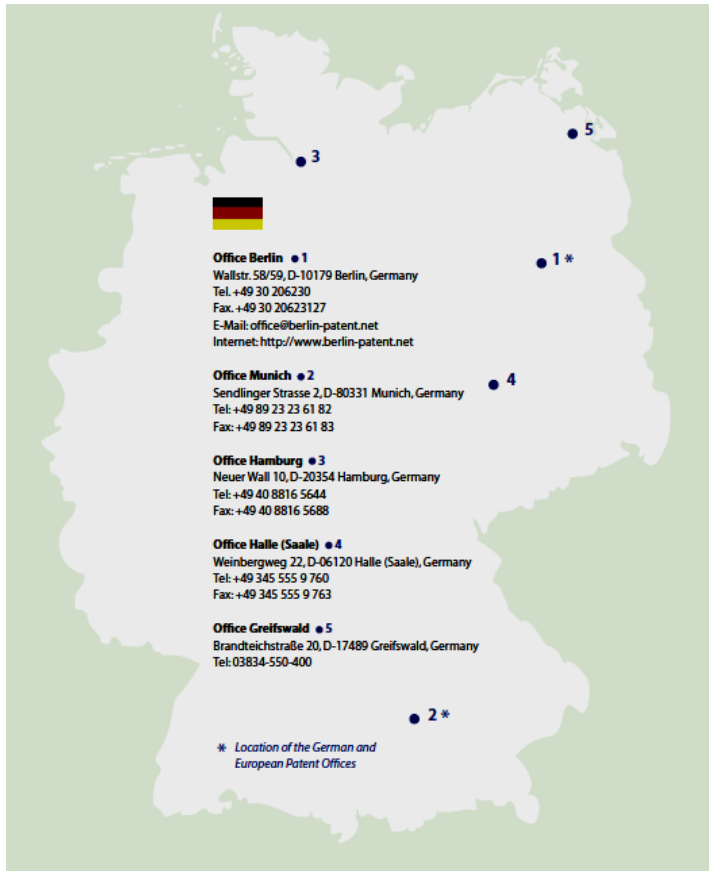 5
3
1 *
4
Office Berlin ● 1
Wallstr. 58/59, D-10179 Berlin, Germany
Tel. +49 30 206230
Fax. +49 30 20623127
E-Mail: office@berlin-patent.net
Internet: http://www.berlin-patent.net
Office Munich ● 2
Sendlinger Strasse 2, D-80331 Munich, Germany
Tel: +49 89 23 23 61 82
Fax: +49 89 23 23 61 83
Office Hamburg ● 3
Neuer Wall 10, D-20354 Hamburg, Germany
Tel: +49 40 8816 5644
Fax: +49 40 8816 5688
Office Halle (Saale) ● 4
Weinbergweg 22, D-06120 Halle (Saale), Germany
Tel: +49 345 555 9 760
Fax: +49 345 555 9 763
Office Greifswald ● 5
Brandteichstraße 20, D-17489 Greifswald, Germany
Tel: 03834-550-400
2 *
* Location of the German and
European Patent Offices